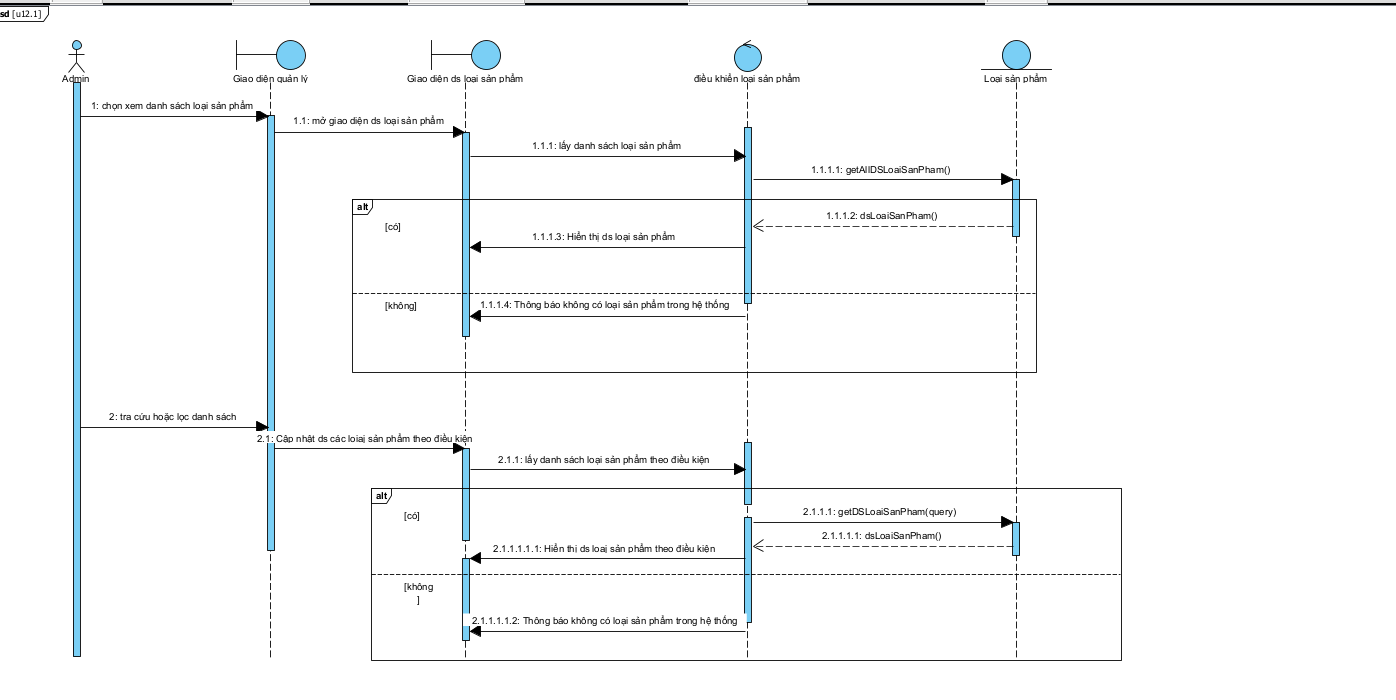 sd [u12.1]
Admin
Giao diện quản lý
Giao diện ds loại sản phẩm
điều khiển loại sản phẩm
Loại sản phẩm
1: chọn xem danh sách loại sản phẩm
1.1: mở giao diện ds loại sản phẩm
1.1.1: lấy danh sách loại sản phẩm
1.1.1.1: getAllDSLoaiSanPham()
alt
[có]
1.1.1.2: dsLoaiSanPham()
1.1.1.3: Hiển thị ds loại sản phẩm
[không]
1.1.1.4: Thông báo không có loại sản phẩm trong hệ thống
2: tra cứu hoặc lọc danh sách
2.1: Cập nhật ds các loiaị sản phẩm theo điều kiện
2.1.1: lấy danh sách loại sản phẩm theo điều kiện
alt
[có]
2.1.1.1: getDSLoaiSanPham(query)
2.1.1.1.1: dsLoaiSanPham()
2.1.1.1.1.1: Hiển thị ds loaị sản phẩm theo điều kiện
[không
]
2.1.1.1.1.2: Thông báo không có loại sản phẩm trong hệ thống